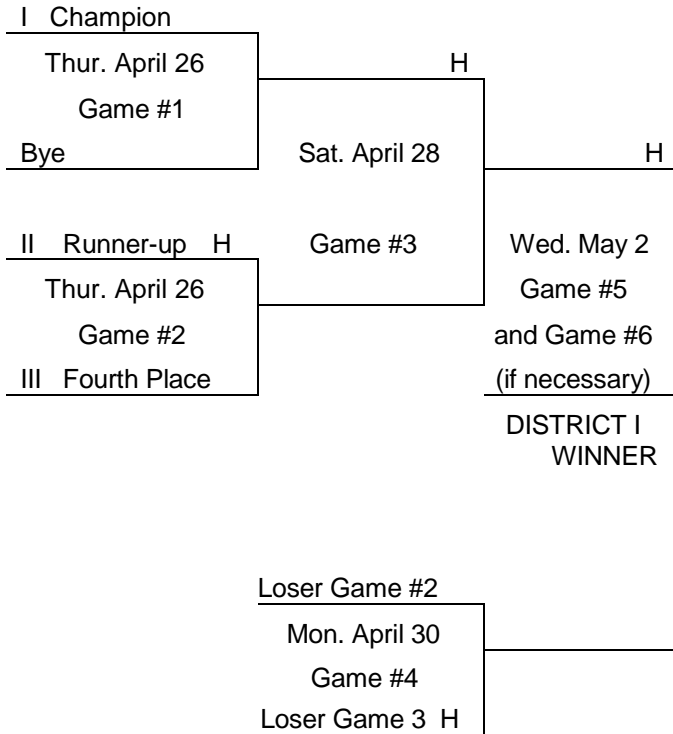 I Champion
Thur. April 26
H
Game #1
Bye
Sat. April 28
H
II Runner-up H
Game #3
Wed. May 2
Thur. April 26
Game #5
Game #2
and Game #6
III Fourth Place
(if necessary)
DISTRICT I
WINNER
Loser Game #2
Mon. April 30
Game #4
Loser Game 3 H